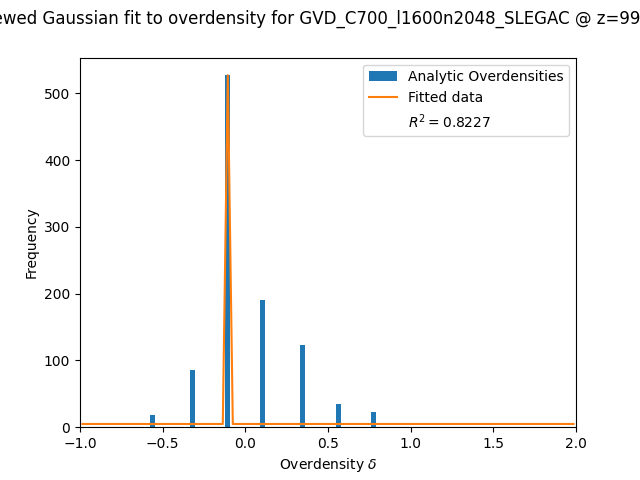 ewed Gaussian fit to overdensity for GVD_C700_l1600n2048_SLEGAC @ z=99
Analytic Overdensities
Fitted data
R² = 0.8227
500
400
300
200
100
0
Frequency
−1.0 −0.5 0.0 0.5 1.0 1.5 2.0
Overdensity δ